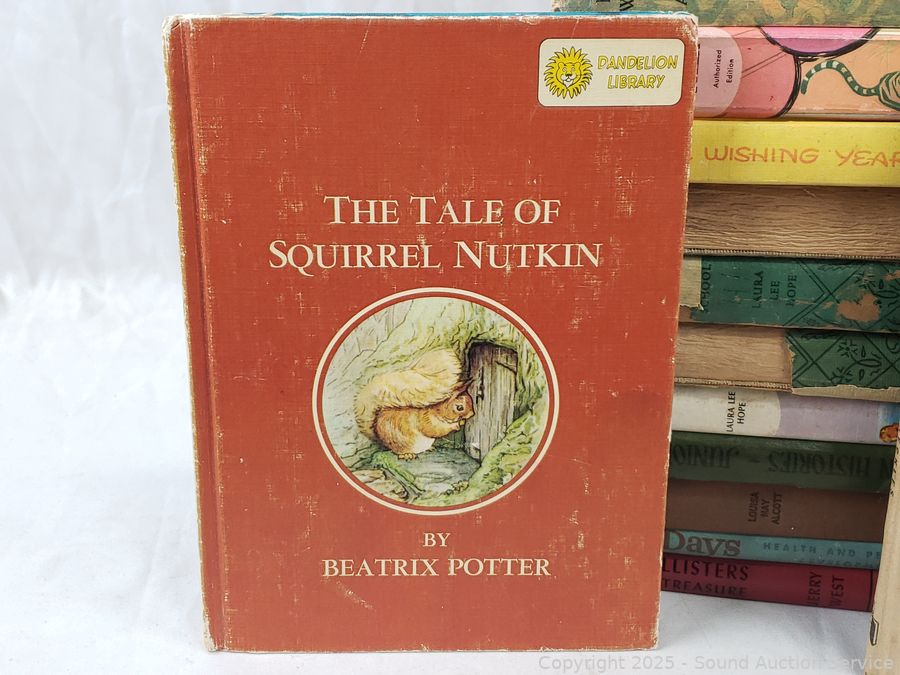 DANDELION
LIBRARY
THE TALE OF
SQUIRREL NUTKIN
BY
BEATRIX POTTER
Authorized
Edition
WISHING YEAR
LAURA
LEE
HOPE
LAURA LEE
HOPE
JUNIO
HISTORIES
LOUISA
MAY
ALCOTT
Days
HEALTH AND
LLISTERS
TREASURE
WEST
Copyright 2025 - Sound Auction Service